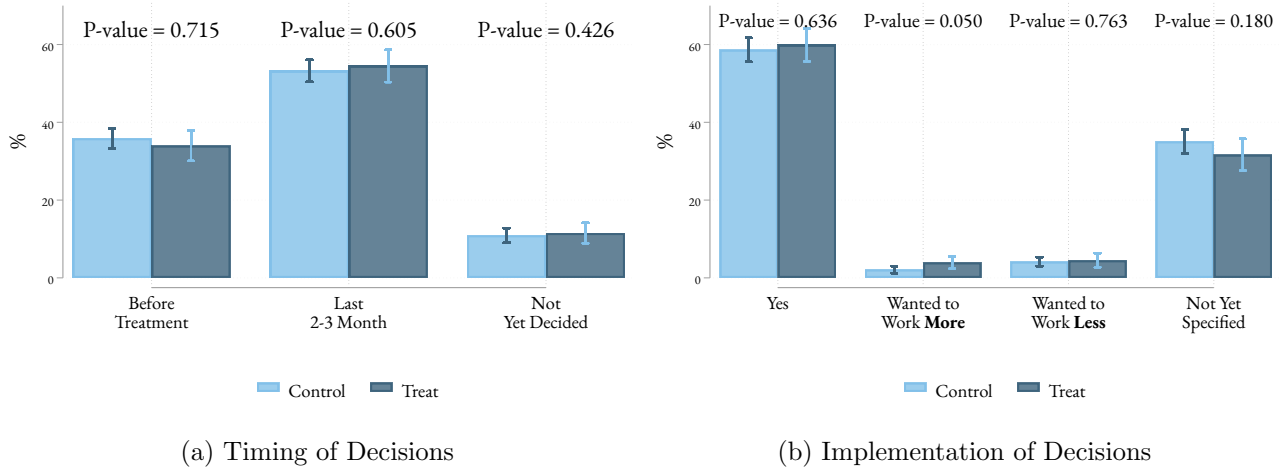 P-value = 0.715
P-value = 0.605
P-value = 0.426
%
60
40
20
0
Before
Treatment
Last
2-3 Month
Not
Yet Decided
Control
Treat
(a) Timing of Decisions
P-value = 0.636
P-value = 0.050
P-value = 0.763
P-value = 0.180
%
60
40
20
0
Yes
Wanted to
Work More
Wanted to
Work Less
Not Yet
Specified
Control
Treat
(b) Implementation of Decisions